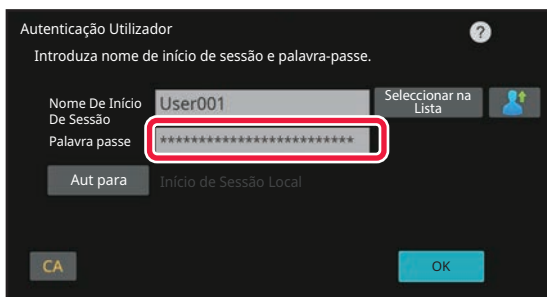 Autenticação Utilizador
?
Introduza nome de início de sessão e palavra-passe.
Nome De Início
De Sessão
User001
Seleccionar na
Lista
Palavra passe
*************************
Aut para
Início de Sessão Local
CA
OK